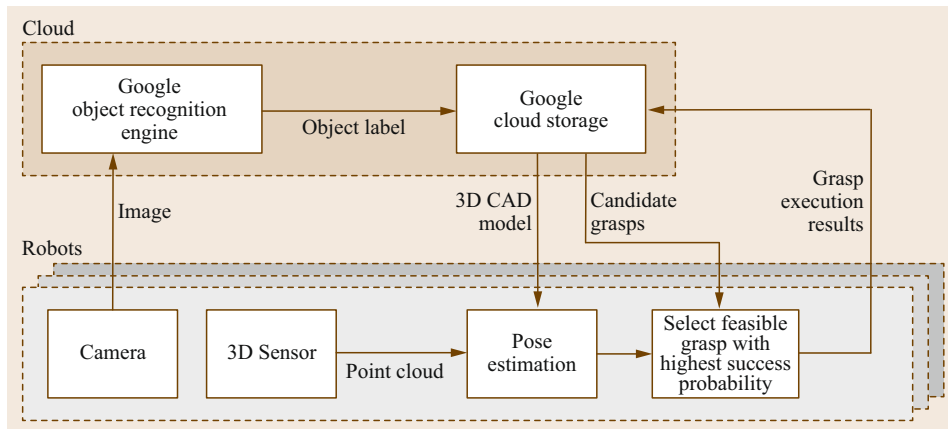 Cloud
Google
object recognition
engine
Object label
Google
cloud storage
Image
3D CAD
model
Candidate
grasps
Grasp
execution
results
Robots
Camera
3D Sensor
Point cloud
Pose
estimation
Select feasible
grasp with
highest success
probability